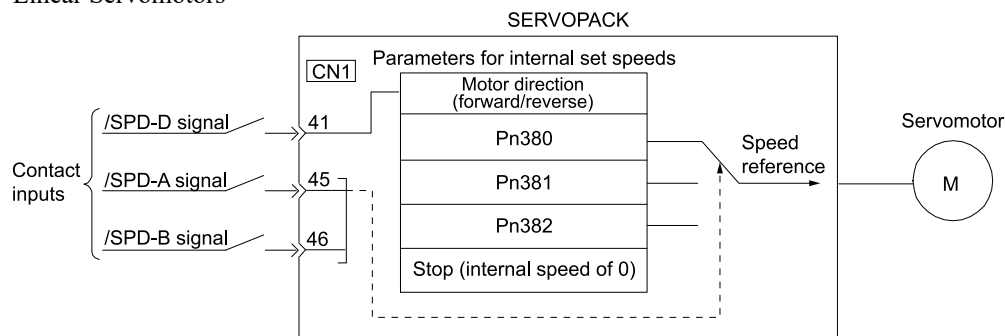 Linear Servomotors
SERVOPACK
CN1
Parameters for internal set speeds
Motor direction
(forward/reverse)
/SPD-D signal
41
Pn380
Servomotor
Speed
reference
Contact
inputs
/SPD-A signal
45
Pn381
M
/SPD-B signal
46
Pn382
Stop (internal speed of 0)